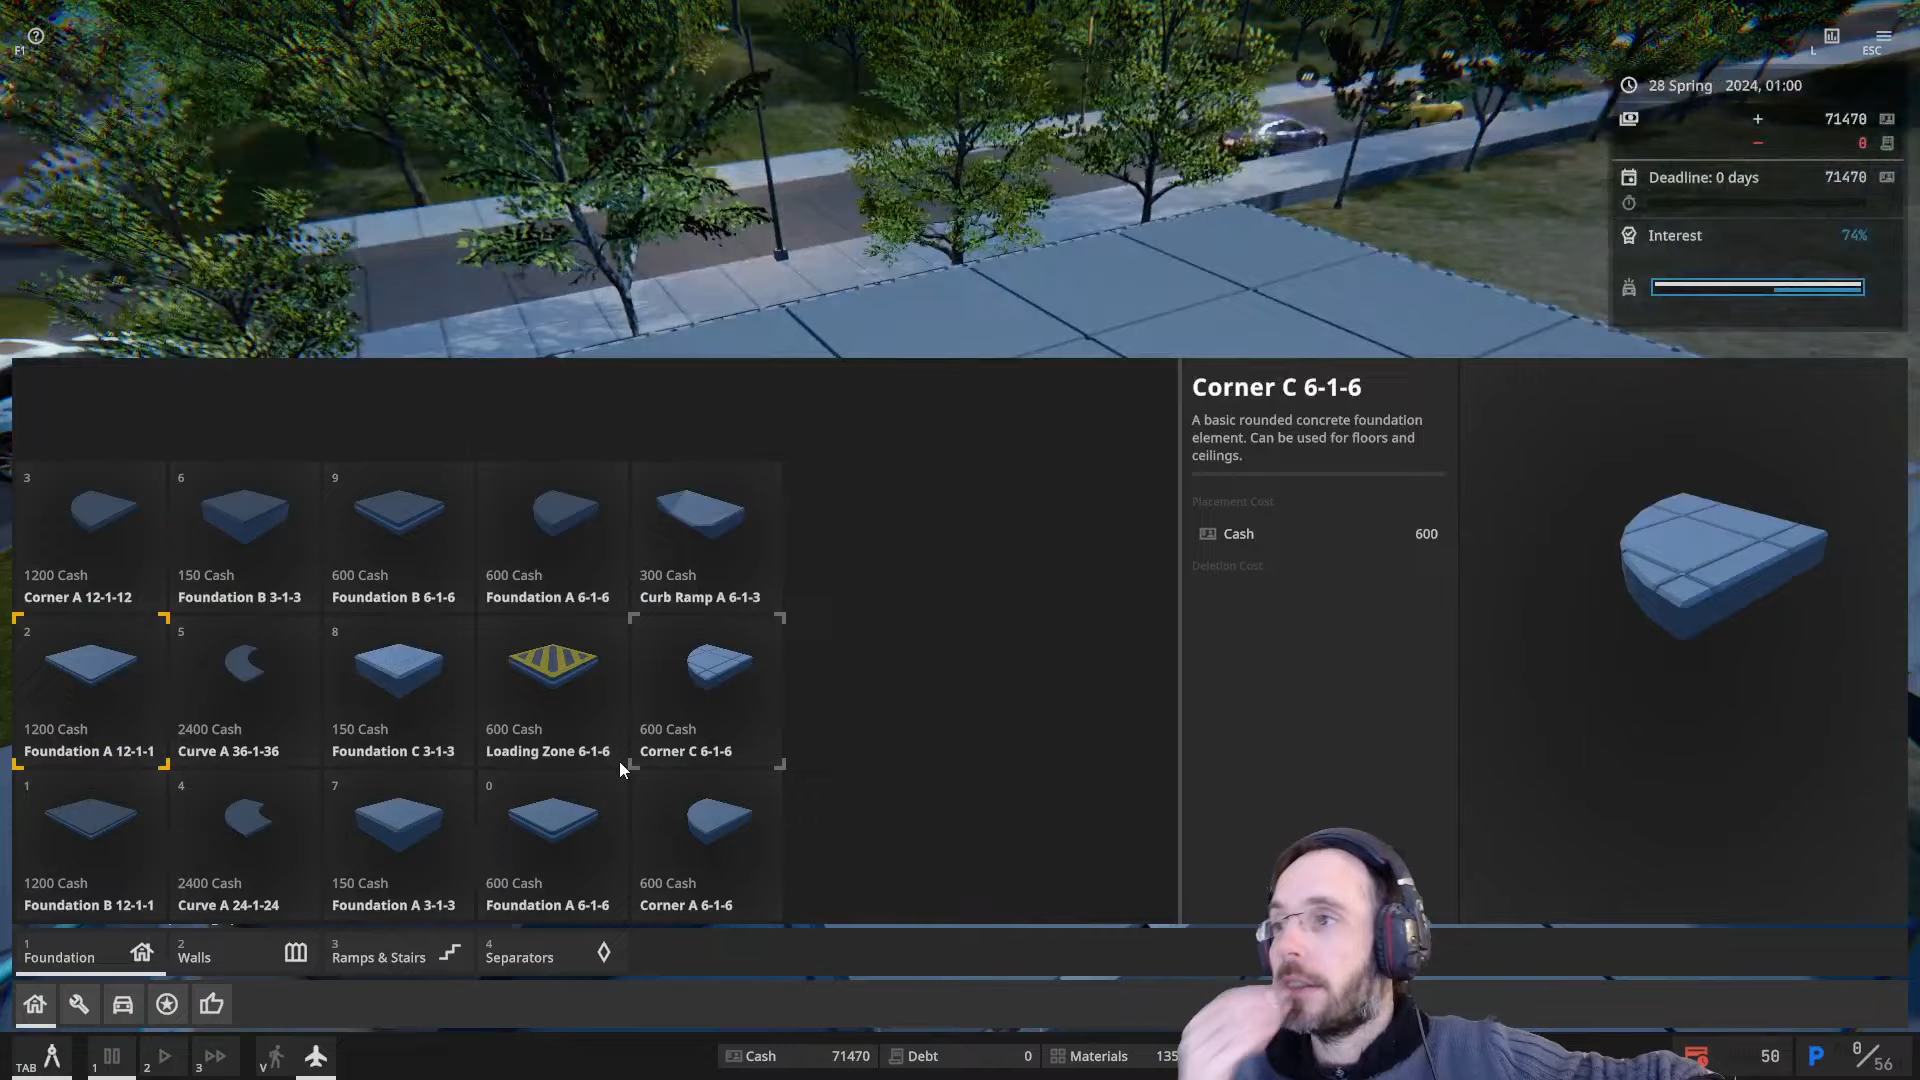 F1
L
ESC
28 Spring 2024, 01:00
+ 71470
− 0
Deadline: 0 days 71470
Interest 74%
Corner C 6-1-6
A basic rounded concrete foundation
element. Can be used for floors and
ceilings.
Placement Cost
Cash 600
Deletion Cost
3 6 9
1200 Cash 150 Cash 600 Cash 600 Cash 300 Cash
Corner A 12-1-12 Foundation B 3-1-3 Foundation B 6-1-6 Foundation A 6-1-6 Curb Ramp A 6-1-3
2 5 8
1200 Cash 2400 Cash 150 Cash 600 Cash 600 Cash
Foundation A 12-1-1 Curve A 36-1-36 Foundation C 3-1-3 Loading Zone 6-1-6 Corner C 6-1-6
1 4 7 0
1200 Cash 2400 Cash 150 Cash 600 Cash 600 Cash
Foundation B 12-1-1 Curve A 24-1-24 Foundation A 3-1-3 Foundation A 6-1-6 Corner A 6-1-6
1 2 3 4
Foundation Walls Ramps & Stairs Separators
TAB 1 2 3 V
Cash 71470 Debt 0 Materials 135
50 P 0/56